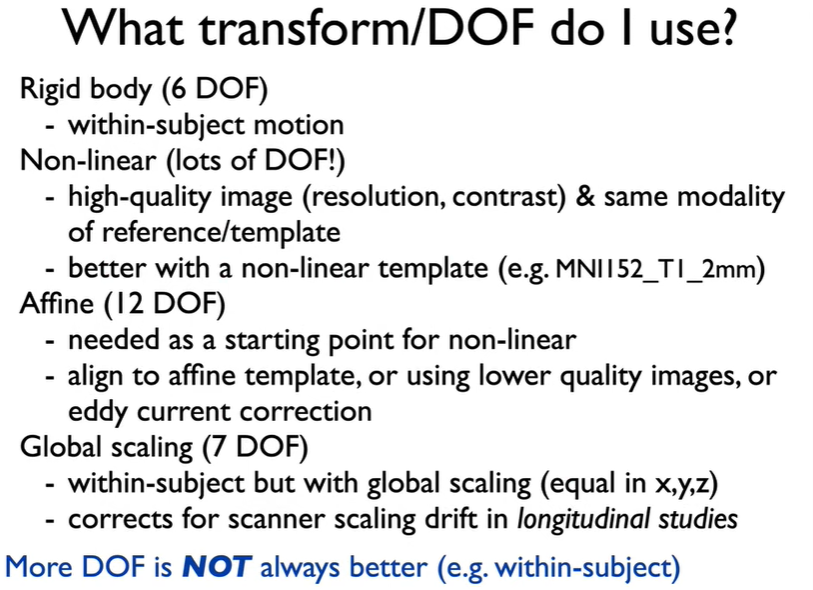 What transform/DOF do I use?
Rigid body (6 DOF)
- within-subject motion
Non-linear (lots of DOF!)
- high-quality image (resolution, contrast) & same modality
of reference/template
- better with a non-linear template (e.g. MNI152_T1_2mm)
Affine (12 DOF)
- needed as a starting point for non-linear
- align to affine template, or using lower quality images, or
eddy current correction
Global scaling (7 DOF)
- within-subject but with global scaling (equal in x,y,z)
- corrects for scanner scaling drift in longitudinal studies
More DOF is NOT always better (e.g. within-subject)